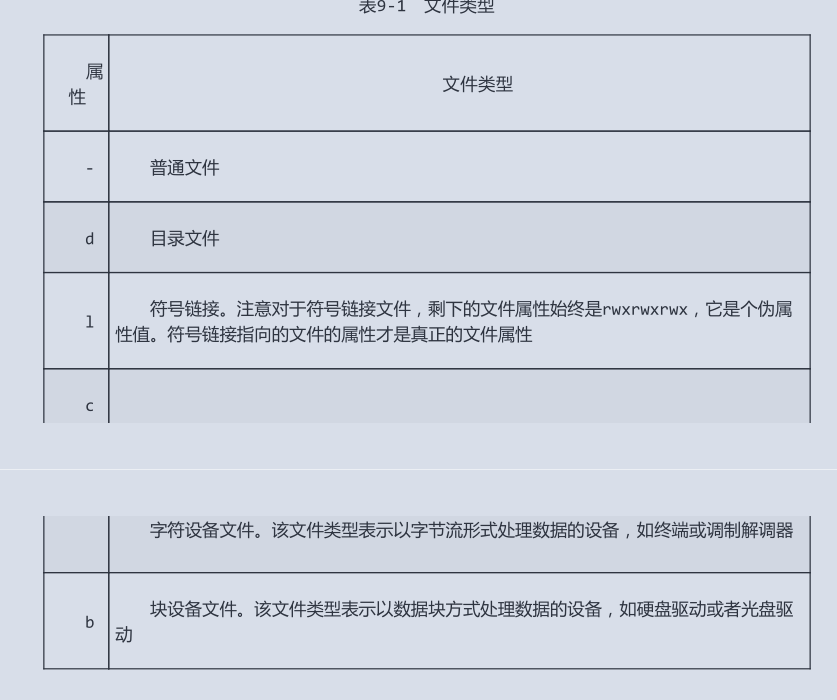 表9-1 文件类型
属
性
文件类型
- 普通文件
d 目录文件
l 符号链接。注意对于符号链接文件，剩下的文件属性始终是rwxrwxrwx，它是个伪属
性值。符号链接指向的文件的属性才是真正的文件属性
c
字符设备文件。该文件类型表示以字节流形式处理数据的设备，如终端或调制解调器
b 块设备文件。该文件类型表示以数据块方式处理数据的设备，如硬盘驱动或者光盘驱
动